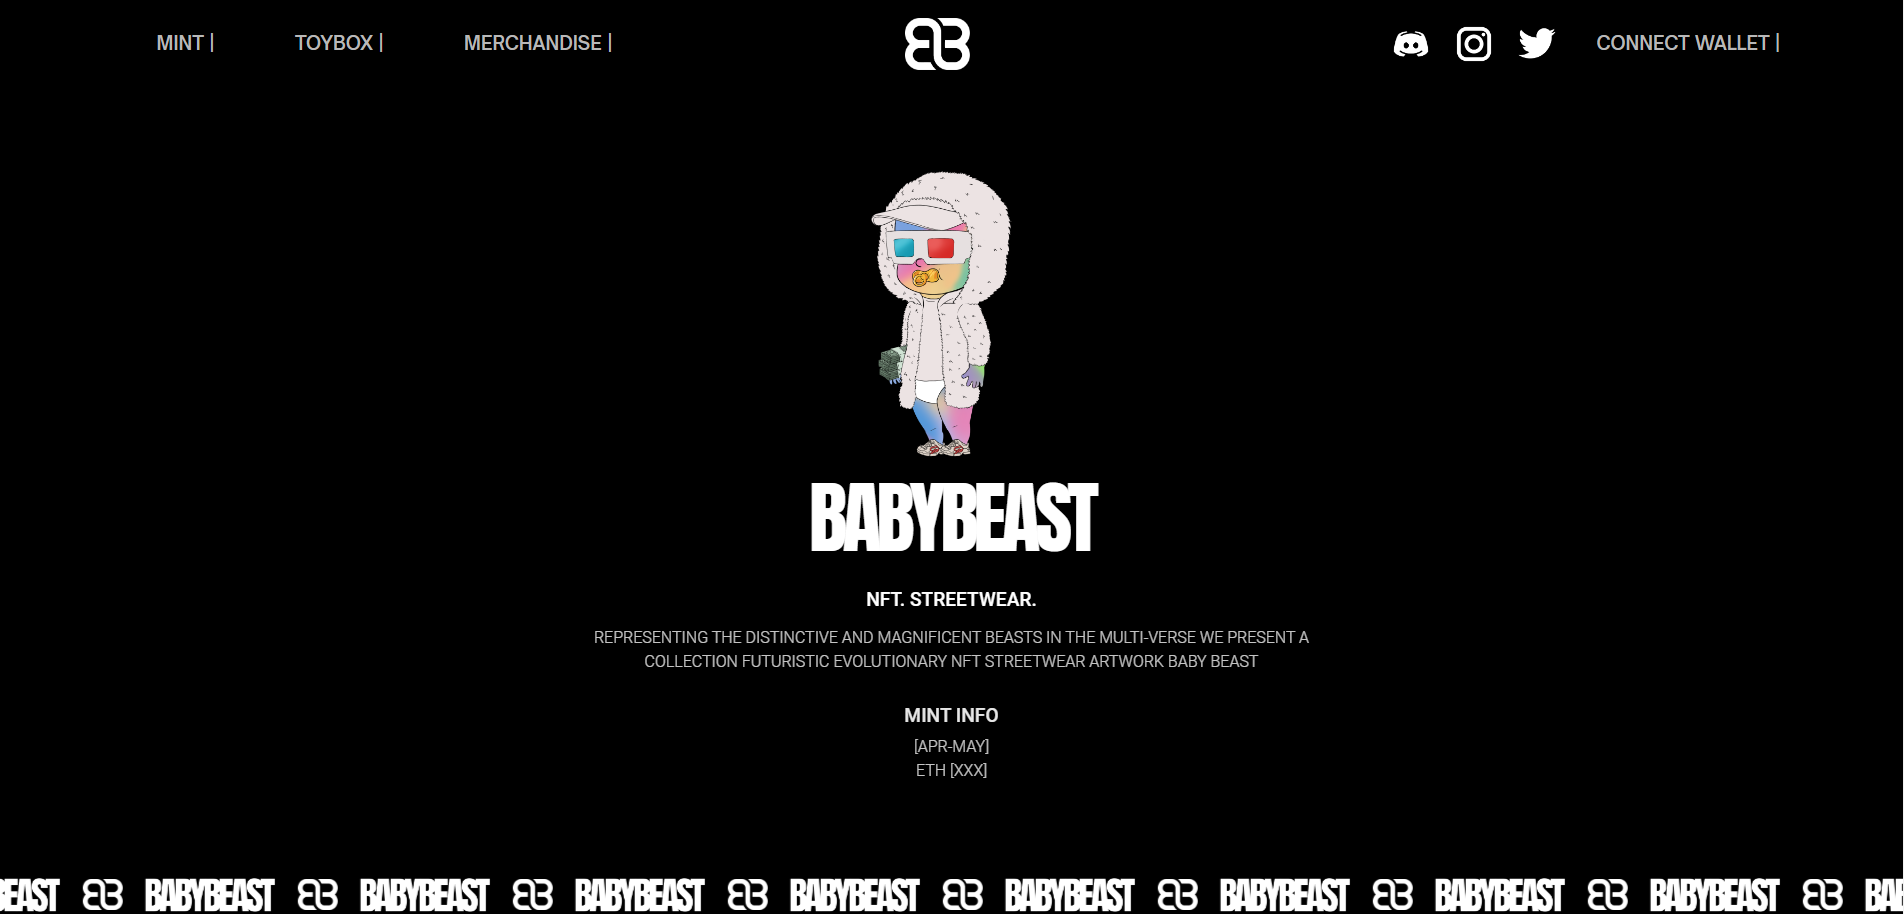 MINT |
TOYBOX |
MERCHANDISE |
CONNECT WALLET |
BABYBEAST
NFT. STREETWEAR.
REPRESENTING THE DISTINCTIVE AND MAGNIFICENT BEASTS IN THE MULTI-VERSE WE PRESENT A
COLLECTION FUTURISTIC EVOLUTIONARY NFT STREETWEAR ARTWORK BABY BEAST
MINT INFO
[APR-MAY]
ETH [XXX]
BEAST BABYBEAST BABYBEAST BABYBEAST BABYBEAST BABYBEAST BABYBEAST BABYBEAST BABYBEAST BAB